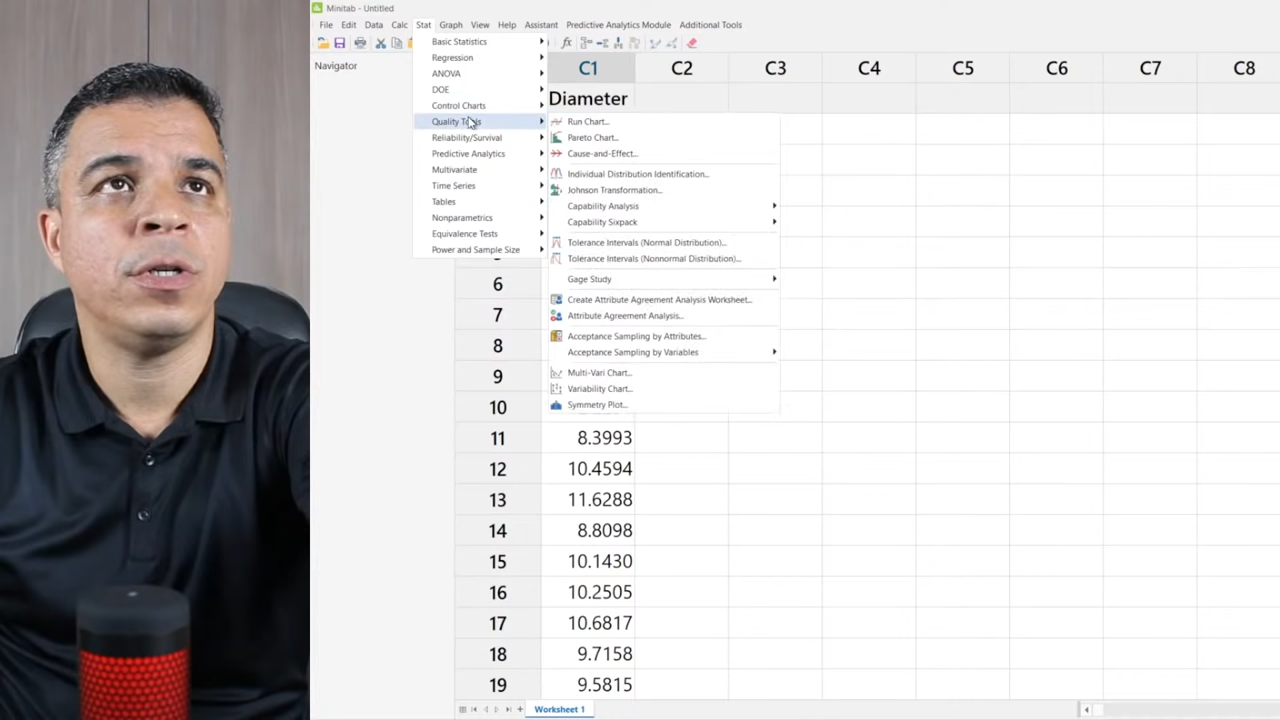 Minitab - Untitled
File Edit Data Calc Stat Graph View Help Assistant Predictive Analytics Module Additional Tools
fx
Navigator
Basic Statistics
Regression
ANOVA
DOE
Control Charts
Quality Tools
Reliability/Survival
Predictive Analytics
Multivariate
Time Series
Tables
Nonparametrics
Equivalence Tests
Power and Sample Size
Run Chart...
Pareto Chart...
Cause-and-Effect...
Individual Distribution Identification...
Johnson Transformation...
Capability Analysis
Capability Sixpack
Tolerance Intervals (Normal Distribution)...
Tolerance Intervals (Nonnormal Distribution)...
Gage Study
Create Attribute Agreement Analysis Worksheet...
Attribute Agreement Analysis...
Acceptance Sampling by Attributes...
Acceptance Sampling by Variables
Multi-Vari Chart...
Variability Chart...
Symmetry Plot...
C1 C2 C3 C4 C5 C6 C7 C8
Diameter
6
7
8
9
10
11 8.3993
12 10.4594
13 11.6288
14 8.8098
15 10.1430
16 10.2505
17 10.6817
18 9.7158
19 9.5815
Worksheet 1